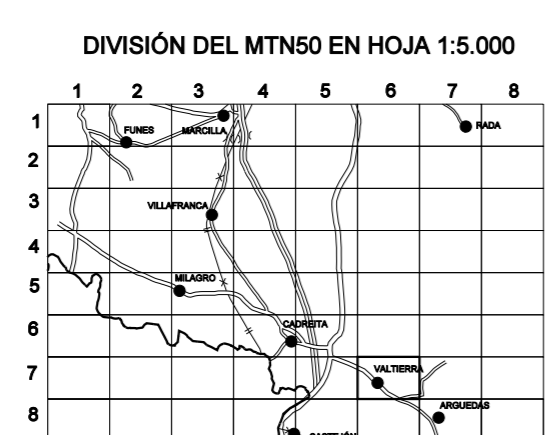 DIVISIÓN DEL MTN50 EN HOJA 1:5.000
1 2 3 4 5 6 7 8
1
FUNES
MARCILLA
RADA
2
3
VILLAFRANCA
4
5
MILAGRO
6
CADREITA
7
VALTIERRA
8
ARGUEDAS